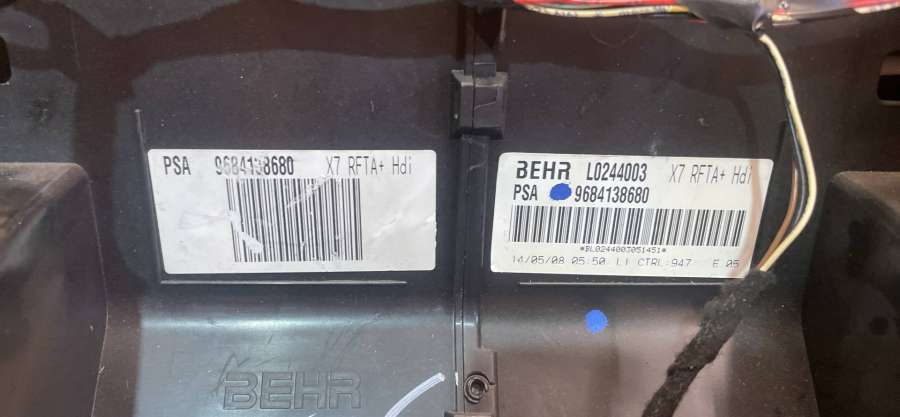 PSA 9684138680 X7 RFTA+ Hdi
BEHR L0244003 X7 RFTA+ Hdi
PSA 9684138680
*BL0244003051451*
14/05/08 05:50 L1 CTRL:947 E 05
BEHR